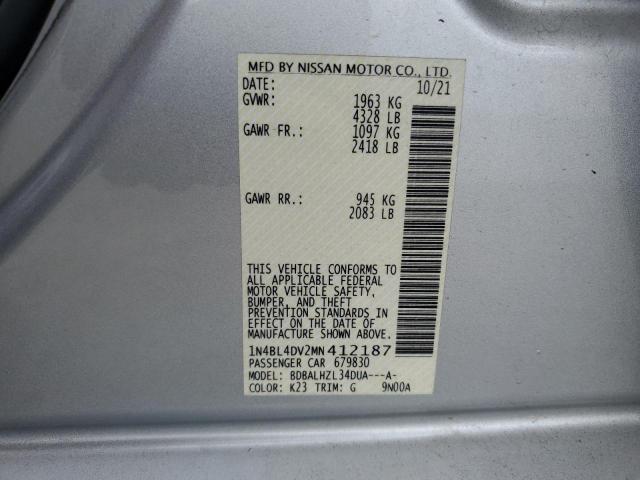 MFD BY NISSAN MOTOR CO., LTD.
DATE: 10/21
GVWR: 1963 KG
4328 LB
GAWR FR.: 1097 KG
2418 LB
GAWR RR.: 945 KG
2083 LB
THIS VEHICLE CONFORMS TO
ALL APPLICABLE FEDERAL
MOTOR VEHICLE SAFETY,
BUMPER, AND THEFT
PREVENTION STANDARDS IN
EFFECT ON THE DATE OF
MANUFACTURE SHOWN ABOVE.
1N4BL4DV2MN412187
PASSENGER CAR 679830
MODEL: BDBALHZL34DUA---A-
COLOR: K23 TRIM: G 9N00A